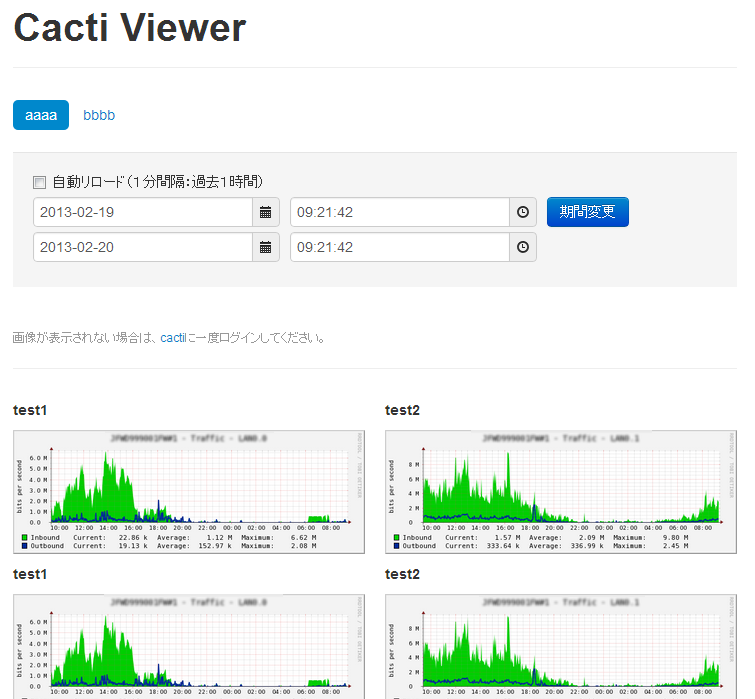 Cacti Viewer
aaaa bbbb
自動リロード(1分間隔:過去1時間)
2013-02-19 09:21:42 期間変更
2013-02-20 09:21:42
画像が表示されない場合は、cactiに一度ログインしてください。
test1 test2
- Traffic - LAN0.0
6.0 M
5.0 M
4.0 M
3.0 M
2.0 M
1.0 M
0.0
bits per second
10:00 12:00 14:00 16:00 18:00 20:00 22:00 00:00 02:00 04:00 06:00 08:00
Inbound Current: 22.86 k Average: 1.12 M Maximum: 6.62 M
Outbound Current: 19.13 k Average: 152.97 k Maximum: 2.08 M
- Traffic - LAN0.1
8 M
6 M
4 M
2 M
0
bits per second
10:00 12:00 14:00 16:00 18:00 20:00 22:00 00:00 02:00 04:00 06:00 08:00
Inbound Current: 1.57 M Average: 2.09 M Maximum: 9.80 M
Outbound Current: 333.64 k Average: 336.99 k Maximum: 2.45 M
test1 test2
- Traffic - LAN0.0
6.0 M
5.0 M
4.0 M
3.0 M
2.0 M
1.0 M
0.0
bits per second
10:00 12:00 14:00 16:00 18:00 20:00 22:00 00:00 02:00 04:00 06:00 08:00
- Traffic - LAN0.1
8 M
6 M
4 M
2 M
0
bits per second
10:00 12:00 14:00 16:00 18:00 20:00 22:00 00:00 02:00 04:00 06:00 08:00